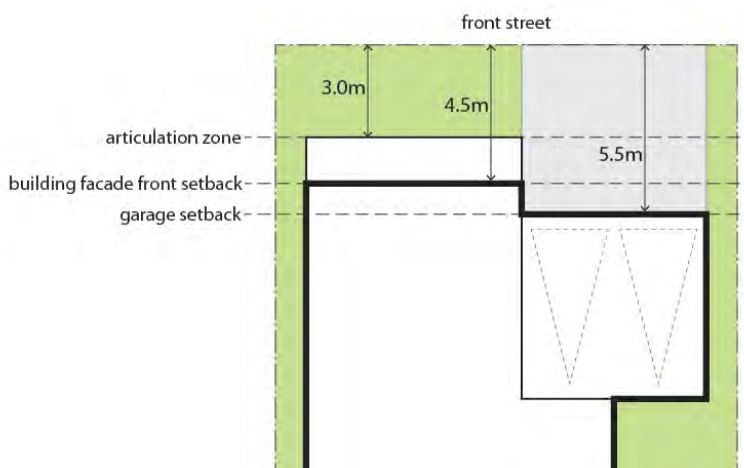 front street
3.0m
4.5m
articulation zone
5.5m
building facade front setback
garage setback